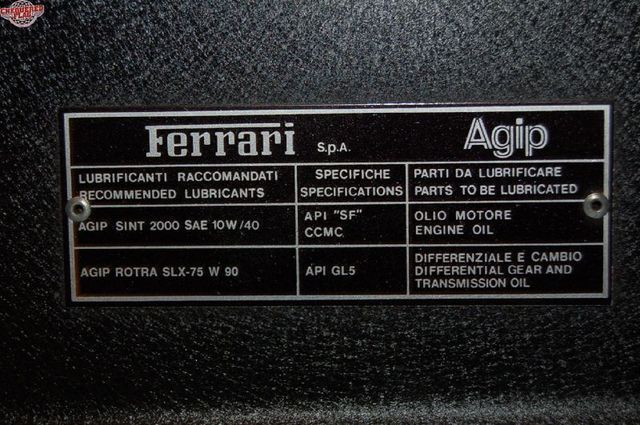 CHEQUERED FLAG
Ferrari S.p.A. Agip
LUBRIFICANTI RACCOMANDATI
RECOMMENDED LUBRICANTS
SPECIFICHE
SPECIFICATIONS
PARTI DA LUBRIFICARE
PARTS TO BE LUBRICATED
AGIP SINT 2000 SAE 10W/40
API "SF"
CCMC
OLIO MOTORE
ENGINE OIL
AGIP ROTRA SLX-75 W 90
API GL5
DIFFERENZIALE E CAMBIO
DIFFERENTIAL GEAR AND
TRANSMISSION OIL